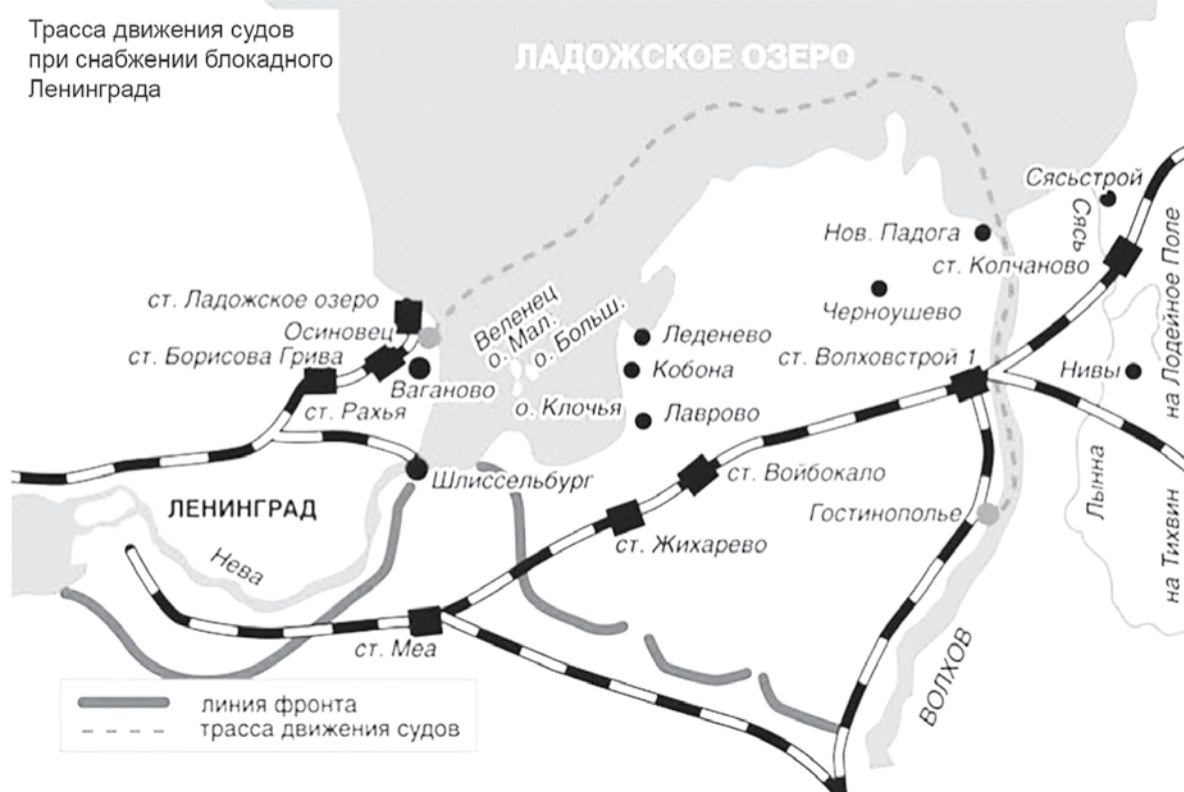 Трасса движения судов
при снабжении блокадного
Ленинграда
ЛАДОЖСКОЕ ОЗЕРО
Сясьстрой
Сясь
на Лодейное Поле
Нов. Падога
ст. Колчаново
Черноушево
ст. Ладожское озеро
Осиновец
ст. Борисова Грива
Ваганово
ст. Рахья
Веленец
о. Мал.
о. Больш.
о. Клочья
Леденево
Кобона
Лаврово
ст. Волховстрой 1
Нивы
Шлиссельбург
ст. Войбокало
Гостинополье
Лынна
на Тихвин
ЛЕНИНГРАД
Нева
ст. Жихарево
ст. Меа
ВОЛХОВ
линия фронта
трасса движения судов